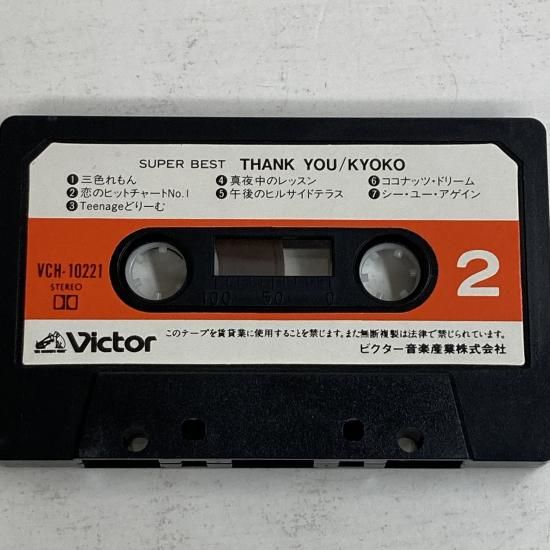 SUPER BEST THANK YOU/KYOKO
❶三色れもん ❹真夜中のレッスン ❻ココナッツ・ドリーム
❷恋のヒットチャートNo.1 ❺午後のヒルサイドテラス ❼シー・ユー・アゲイン
❸Teenageどりーむ
VCH-10221
STEREO
2
100 50 0
Victor
このテープを賃貸業に使用することを禁じます。また無断複製は法律で禁じられています。
ビクター音楽産業株式会社